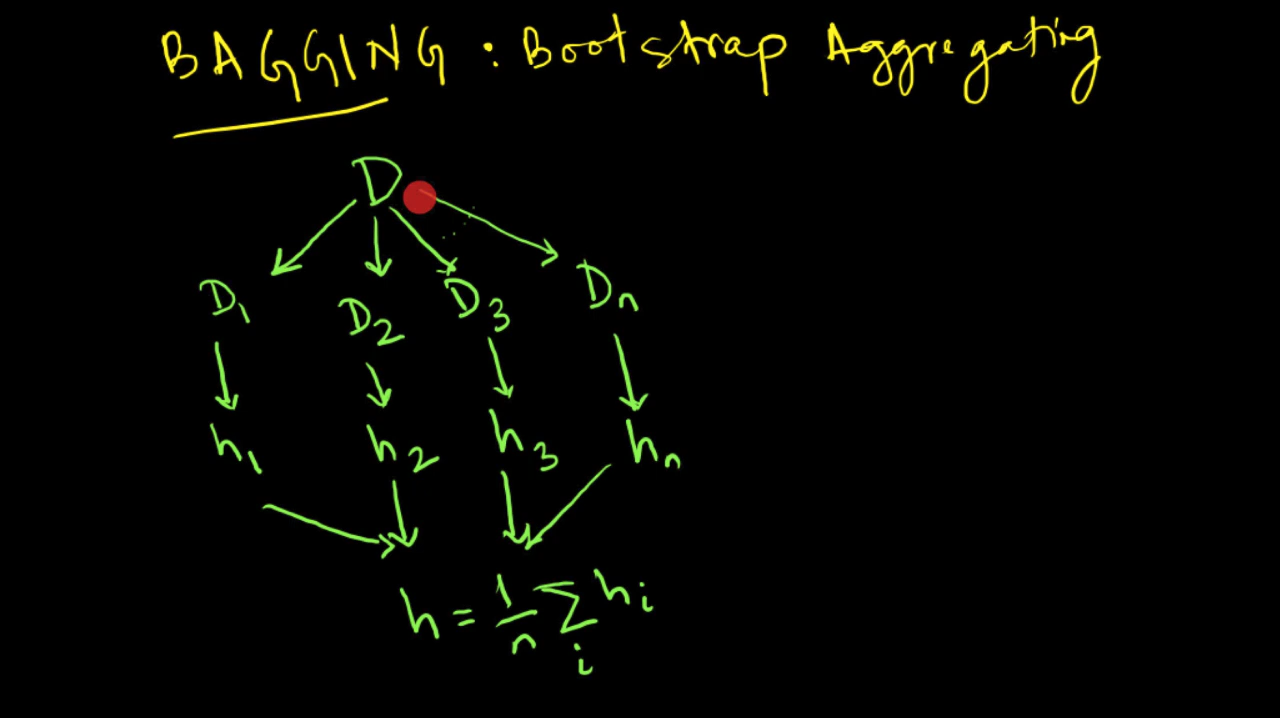 BAGGING : Bootstrap Aggregating
D
D₁ D₂ D₃ Dₙ
h₁ h₂ h₃ hₙ
h = 1/n ∑ᵢ hᵢ